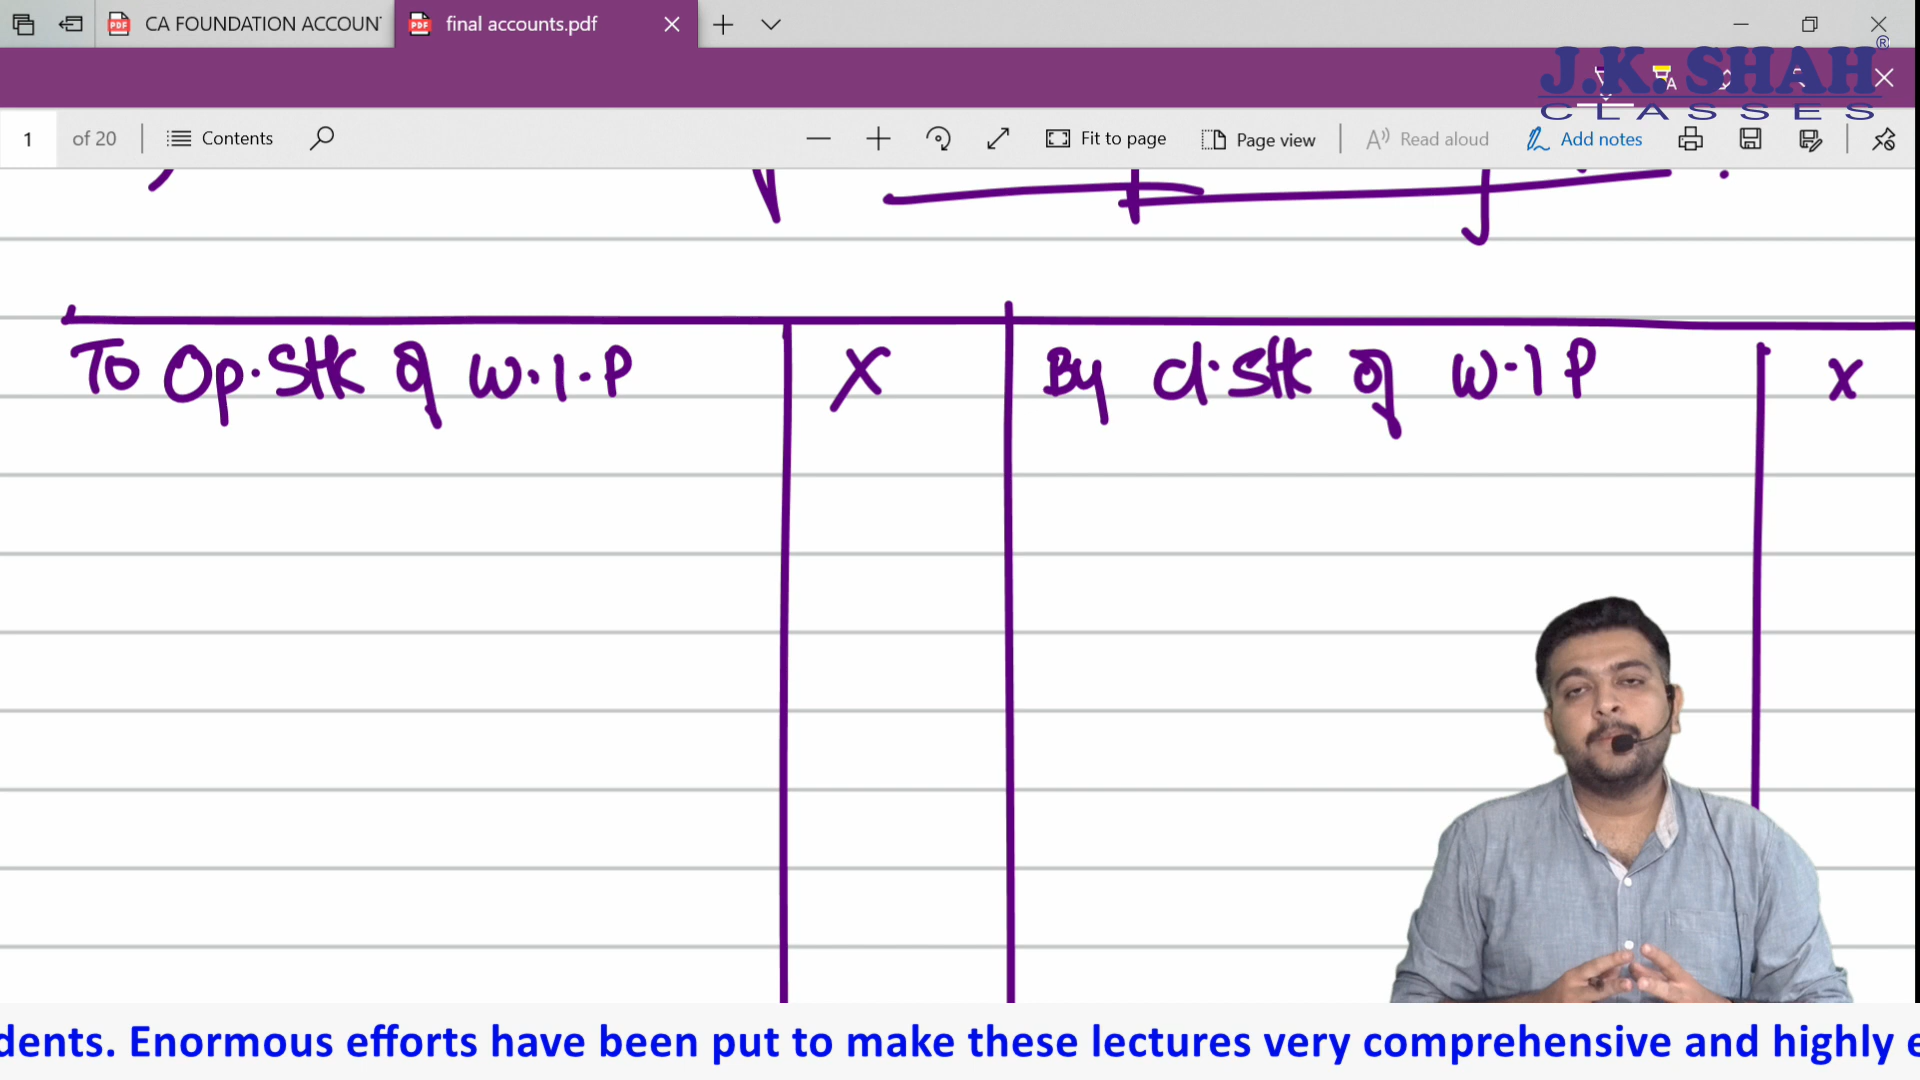 CA FOUNDATION ACCOUN
final accounts.pdf
J.K. SHAH®
CLASSES
1 of 20 Contents Fit to page Page view Read aloud Add notes
To Op. Stk of W.I.P X By Cl. Stk of W.I P X
dents. Enormous efforts have been put to make these lectures very comprehensive and highly e